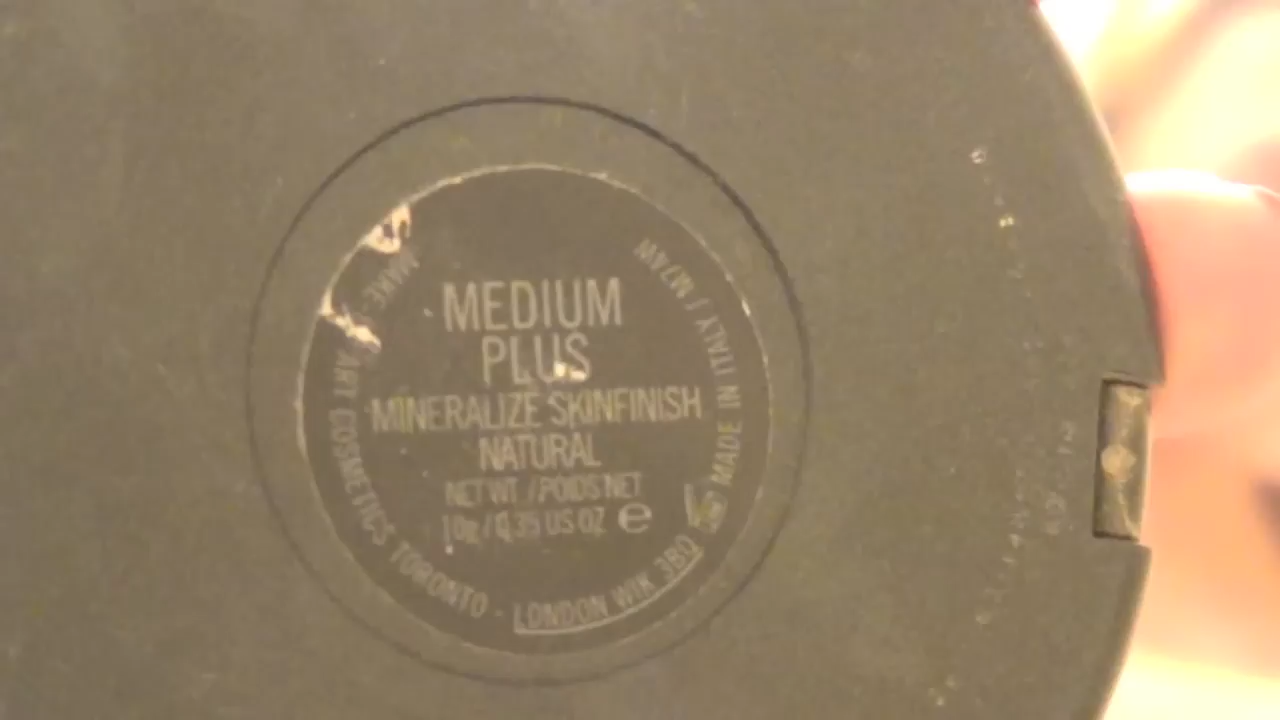 MEDIUM
PLUS
MINERALIZE SKINFINISH
NATURAL
NET WT. / POIDS NET
10g / 0.35 US OZ e
MAKE- ART COSMETICS TORONTO - LONDON W1K 3BQ
MADE IN ITALY /